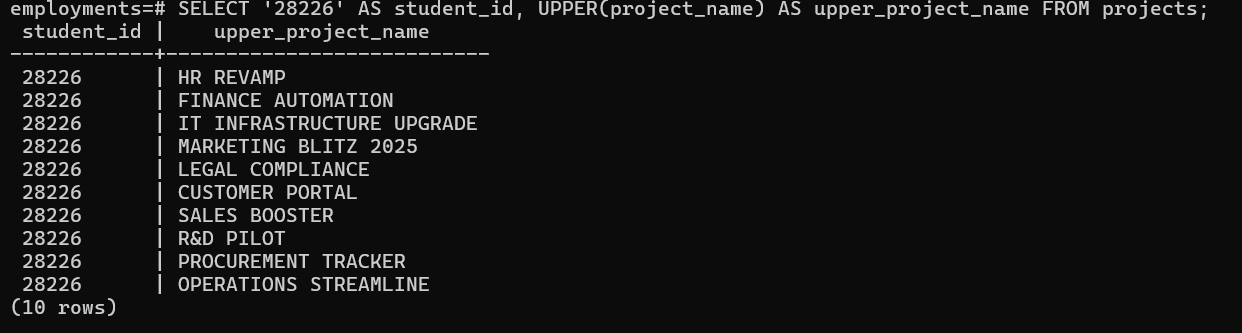 employments=# SELECT '28226' AS student_id, UPPER(project_name) AS upper_project_name FROM projects;
 student_id |    upper_project_name
------------+---------------------------
 28226      | HR REVAMP
 28226      | FINANCE AUTOMATION
 28226      | IT INFRASTRUCTURE UPGRADE
 28226      | MARKETING BLITZ 2025
 28226      | LEGAL COMPLIANCE
 28226      | CUSTOMER PORTAL
 28226      | SALES BOOSTER
 28226      | R&D PILOT
 28226      | PROCUREMENT TRACKER
 28226      | OPERATIONS STREAMLINE
(10 rows)